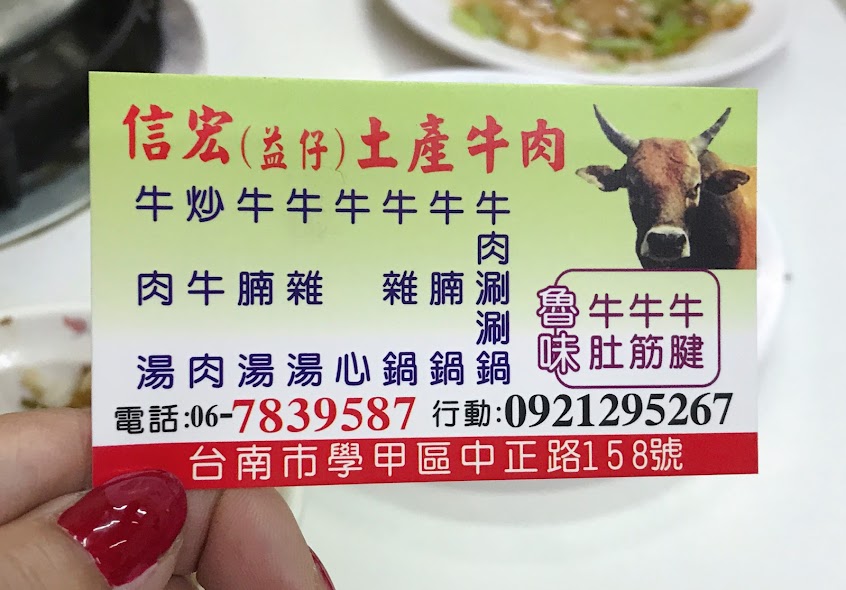 信宏(益仔)土產牛肉
牛肉涮涮鍋
牛腩鍋
牛雜鍋
牛心
牛雜湯
牛腩湯
炒牛肉
牛肉湯
魯味
牛腱
牛筋
牛肚
電話:06-7839587 行動:0921295267
台南市學甲區中正路158號